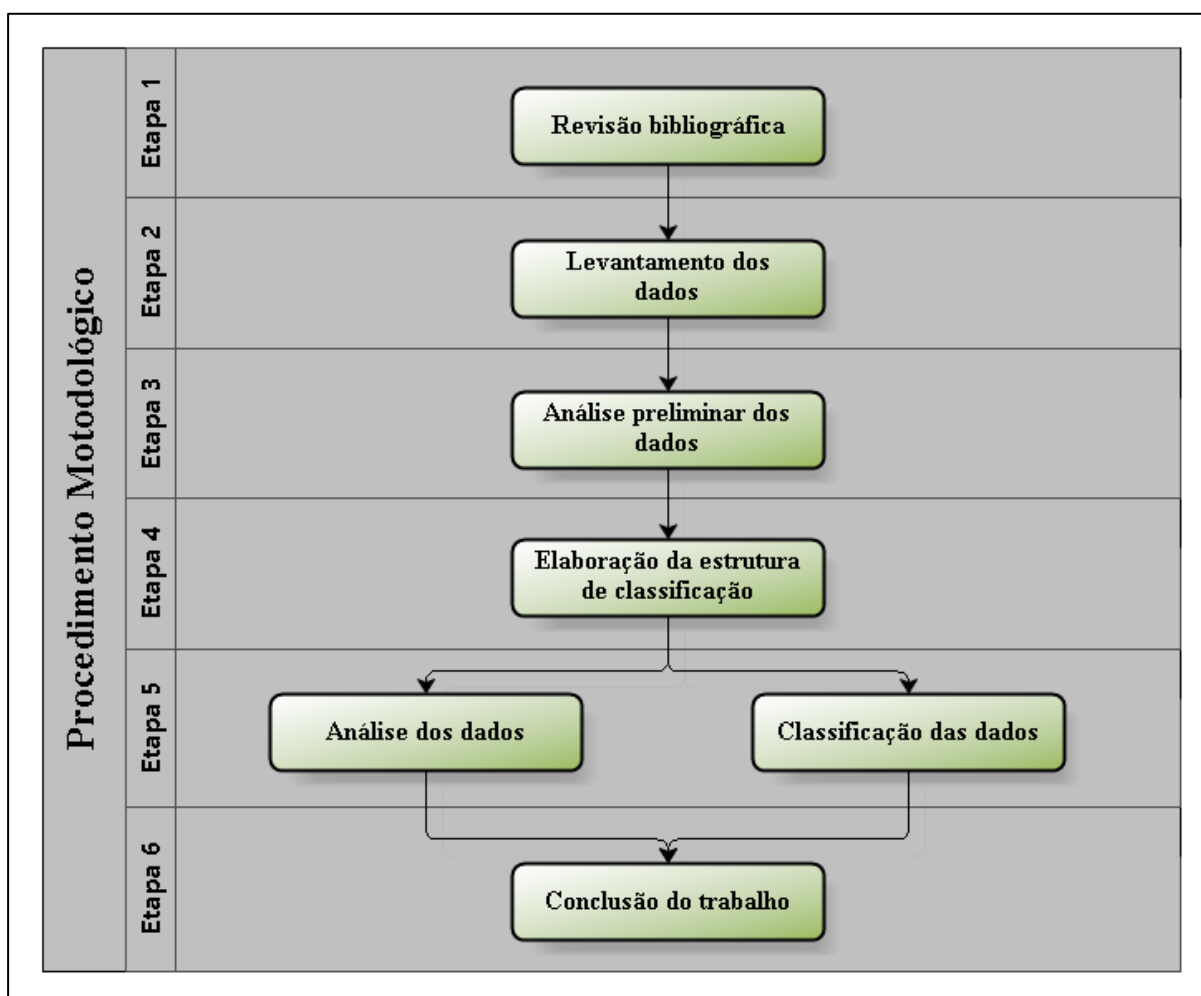 Procedimento Motodológico
Etapa 1
Revisão bibliográfica
Etapa 2
Levantamento dos
dados
Etapa 3
Análise preliminar dos
dados
Etapa 4
Elaboração da estrutura
de classificação
Etapa 5
Análise dos dados
Classificação das dados
Etapa 6
Conclusão do trabalho